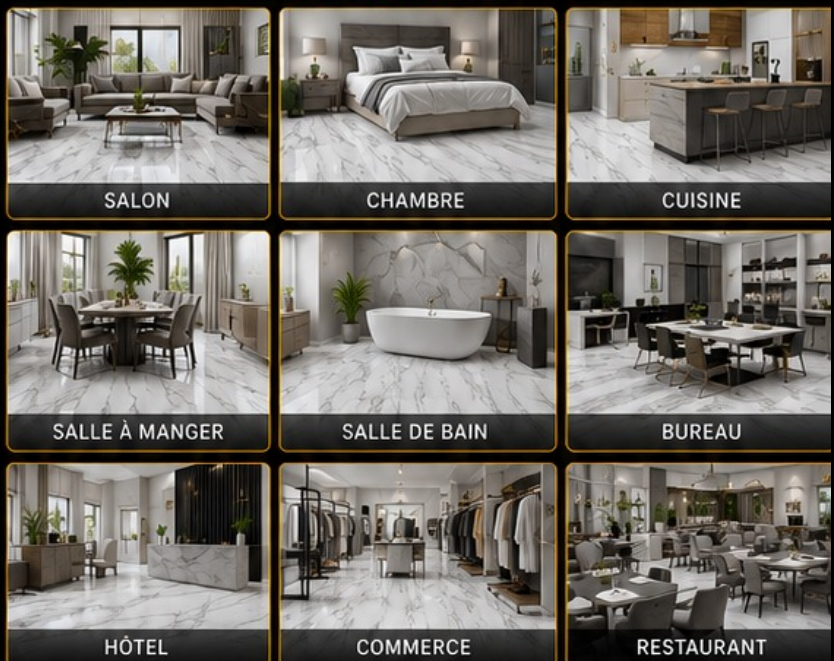 SALON
CHAMBRE
CUISINE
SALLE À MANGER
SALLE DE BAIN
BUREAU
HÔTEL
COMMERCE
RESTAURANT